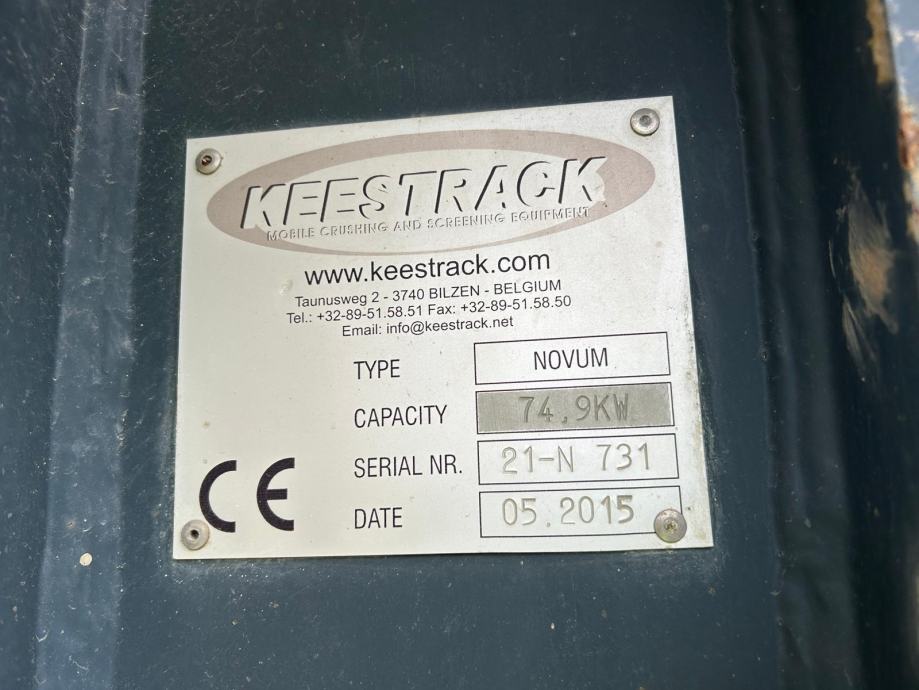 KEESTRACK
MOBILE CRUSHING AND SCREENING EQUIPMENT
www.keestrack.com
Taunusweg 2 - 3740 BILZEN - BELGIUM
Tel.: +32-89-51.58.51 Fax: +32-89-51.58.50
Email: info@keestrack.net
TYPE NOVUM
CAPACITY 74,9KW
SERIAL NR. 21-N 731
DATE 05.2015
CE